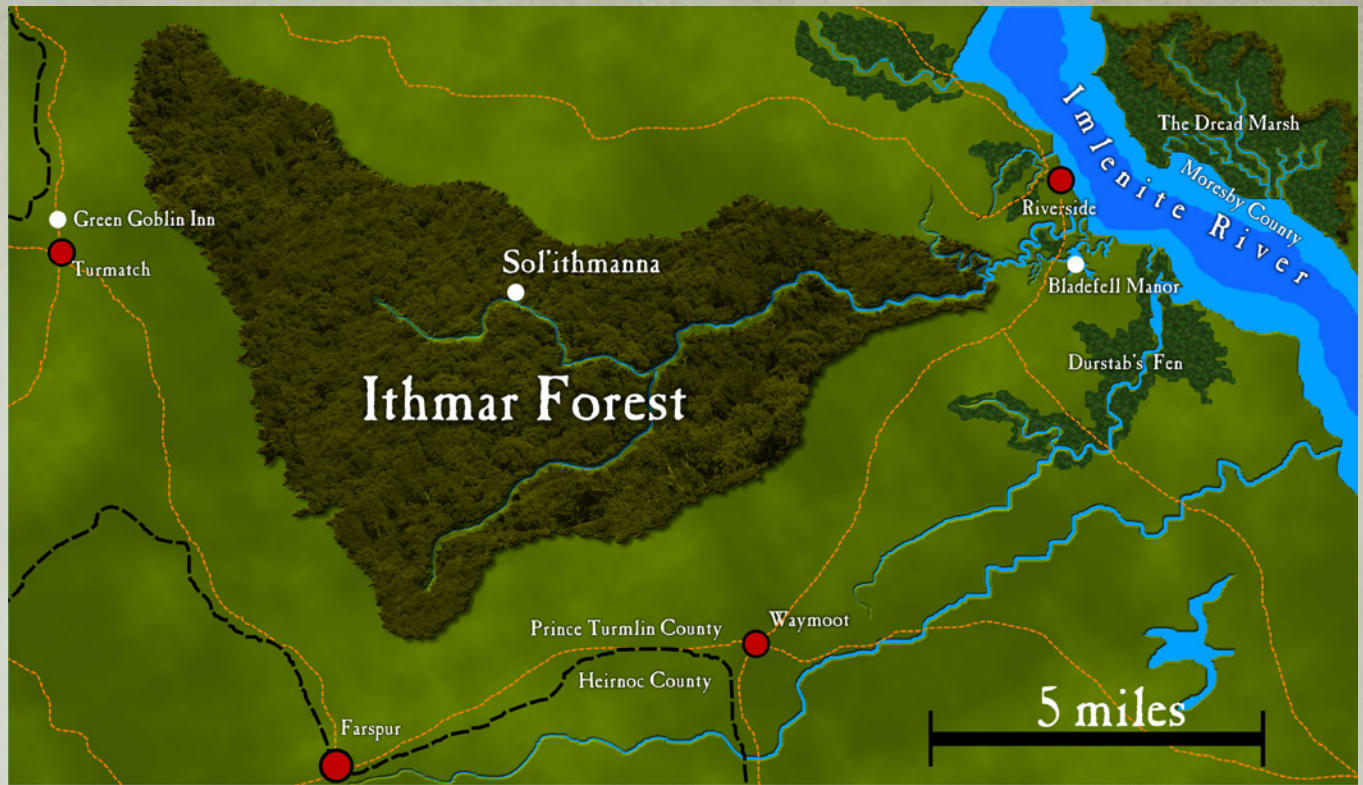 The Dread Marsh
Imlenite River
Moresby County
Riverside
Green Goblin Inn
Turmatch
Sol'ithmanna
Bladefell Manor
Durstab's Fen
Ithmar Forest
Waymoot
Prince Turmlin County
Heirnoc County
Farspur
5 miles